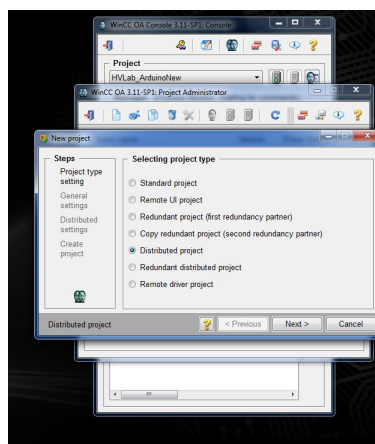 WinCC OA Console 3.11-SP1: Console
Project
HVLab_ArduinoNew
WinCC OA 3.11-SP1: Project Administrator
New project
Steps
Project type
setting
General
settings
Distributed
settings
Create
project
Selecting project type
Standard project
Remote UI project
Redundant project (first redundancy partner)
Copy redundant project (second redundancy partner)
Distributed project
Redundant distributed project
Remote driver project
Distributed project
< Previous
Next >
Cancel